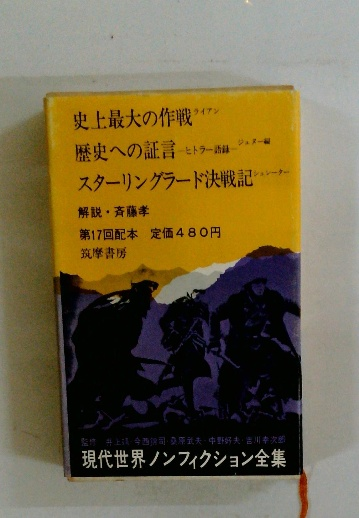 史上最大の作戦 ライアン
歴史への証言―ヒトラー語録― ジュヌー編
スターリングラード決戦記 シュレーター
解説・斉藤孝
第17回配本 定価480円
筑摩書房
監修 井上靖・今西錦司・桑原武夫・中野好夫・吉川幸次郎
現代世界ノンフィクション全集